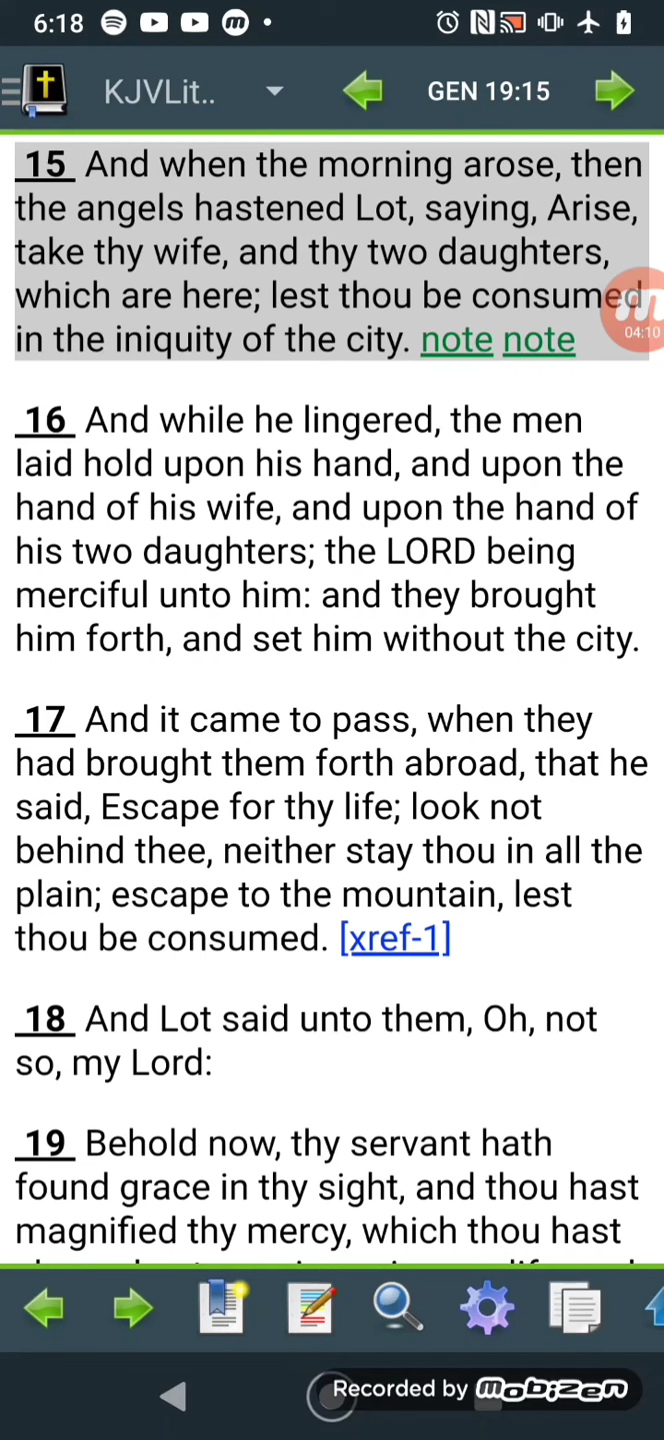 6:18
KJVLit..
GEN 19:15
15 And when the morning arose, then
the angels hastened Lot, saying, Arise,
take thy wife, and thy two daughters,
which are here; lest thou be consumed
in the iniquity of the city. note note
04:10
16 And while he lingered, the men
laid hold upon his hand, and upon the
hand of his wife, and upon the hand of
his two daughters; the LORD being
merciful unto him: and they brought
him forth, and set him without the city.
17 And it came to pass, when they
had brought them forth abroad, that he
said, Escape for thy life; look not
behind thee, neither stay thou in all the
plain; escape to the mountain, lest
thou be consumed. [xref-1]
18 And Lot said unto them, Oh, not
so, my Lord:
19 Behold now, thy servant hath
found grace in thy sight, and thou hast
magnified thy mercy, which thou hast
Recorded by Mobizen